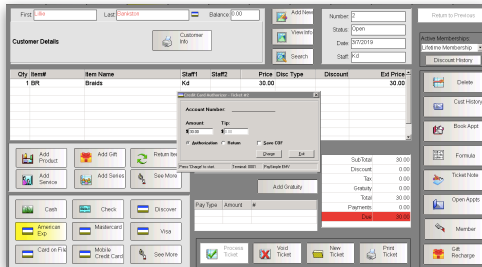 First: Last: Bankston Balance 0.00
Add New
Number: 2
Return to Previous
View Info
Status: Open
Customer Details
Customer Info
Date: 3/7/2019
Active Memberships
Lifetime Membership
Search
Staff: Kd
Discount History
Qty Item# Item Name Staff1 Staff2 Price Disc Type Discount Ext Price
1 BR Braids Kd 30.00 30.00
Delete
Credit Card Authorizer - Ticket #2
Cust History
Account Number:
Amount Tip:
$ 30.00 $ 0.00
Book Appt
Authorization Return Save COF
Charge Exit
Press 'Charge' to start Terminal: 0001 PaySimple EMV
Add Product
Add Gift
Return Item
Formula
SubTotal 30.00
Discount 0.00
Add Service
Add Series
See More
Tax 0.00
Ticket Note
Add Gratuity
Gratuity 0.00
Total 30.00
Cash
Check
Discover
Pay Type Amount #
Payments 0.00
Open Appts
Due 30.00
American Exp
Mastercard
Visa
Member
Card on File
Mobile Credit Card
See More
Process Ticket
Void Ticket
New Ticket
Print Ticket
Gift Recharge